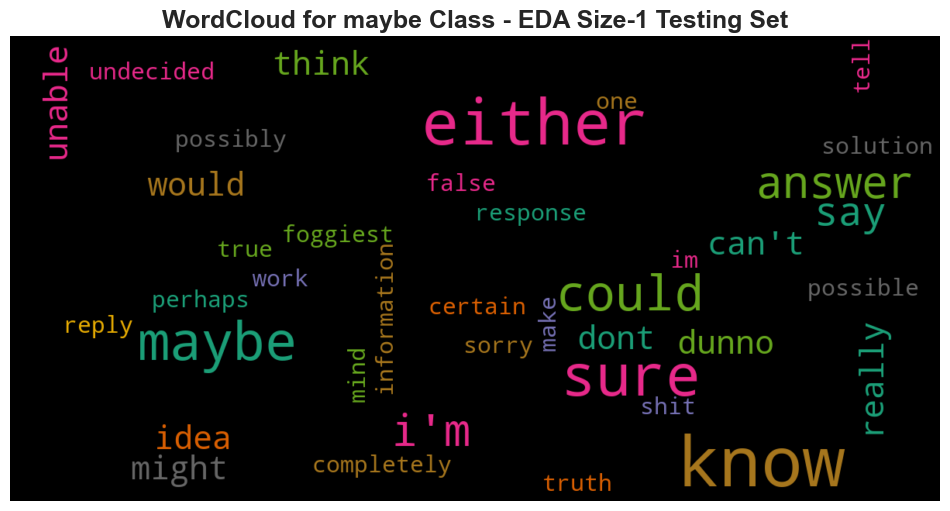 WordCloud for maybe Class - EDA Size-1 Testing Set
unable
undecided
think
tell
one
either
possibly
solution
would
false
answer
response
say
foggiest
true
can't
information
work
im
perhaps
could
possible
certain
make
reply
maybe
sorry
dont
dunno
really
mind
sure
shit
i'm
idea
might
completely
know
truth